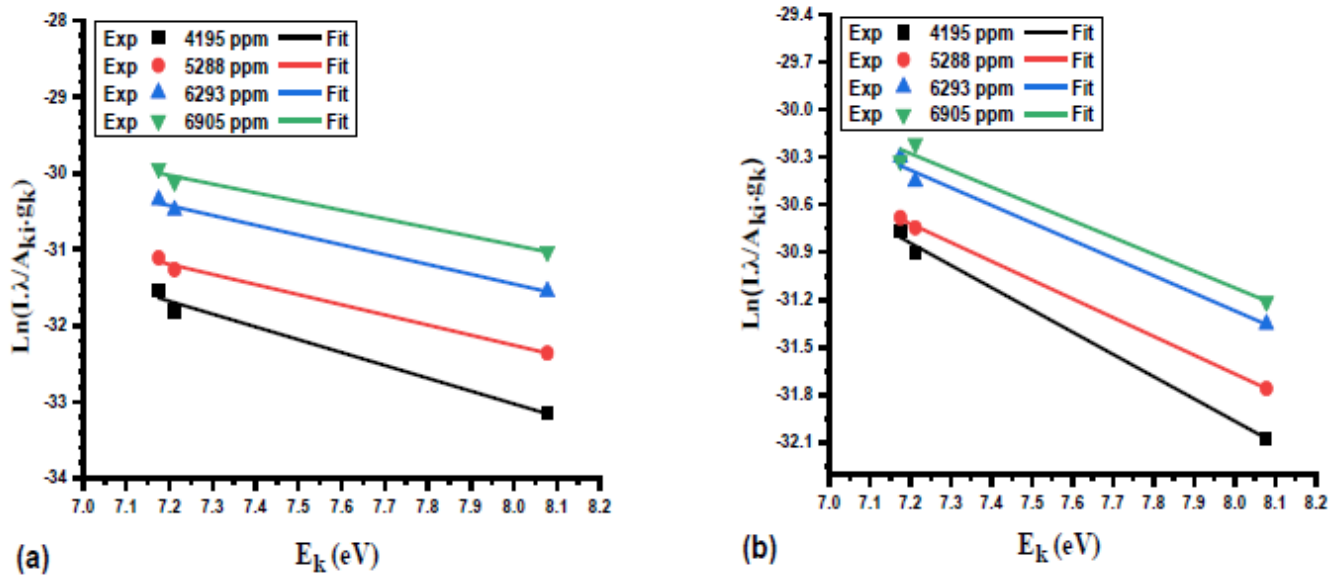 Exp 4195 ppm Fit
Exp 5288 ppm Fit
Exp 6293 ppm Fit
Exp 6905 ppm Fit
-28
-29
-30
-31
-32
-33
-34
Ln(I.λ/A_ki.g_k)
7.0 7.1 7.2 7.3 7.4 7.5 7.6 7.7 7.8 7.9 8.0 8.1 8.2
E_k (eV)
(a)
Exp 4195 ppm Fit
Exp 5288 ppm Fit
Exp 6293 ppm Fit
Exp 6905 ppm Fit
-29.4
-29.7
-30.0
-30.3
-30.6
-30.9
-31.2
-31.5
-31.8
-32.1
Ln(I.λ/A_ki.g_k)
7.0 7.1 7.2 7.3 7.4 7.5 7.6 7.7 7.8 7.9 8.0 8.1 8.2
E_k (eV)
(b)